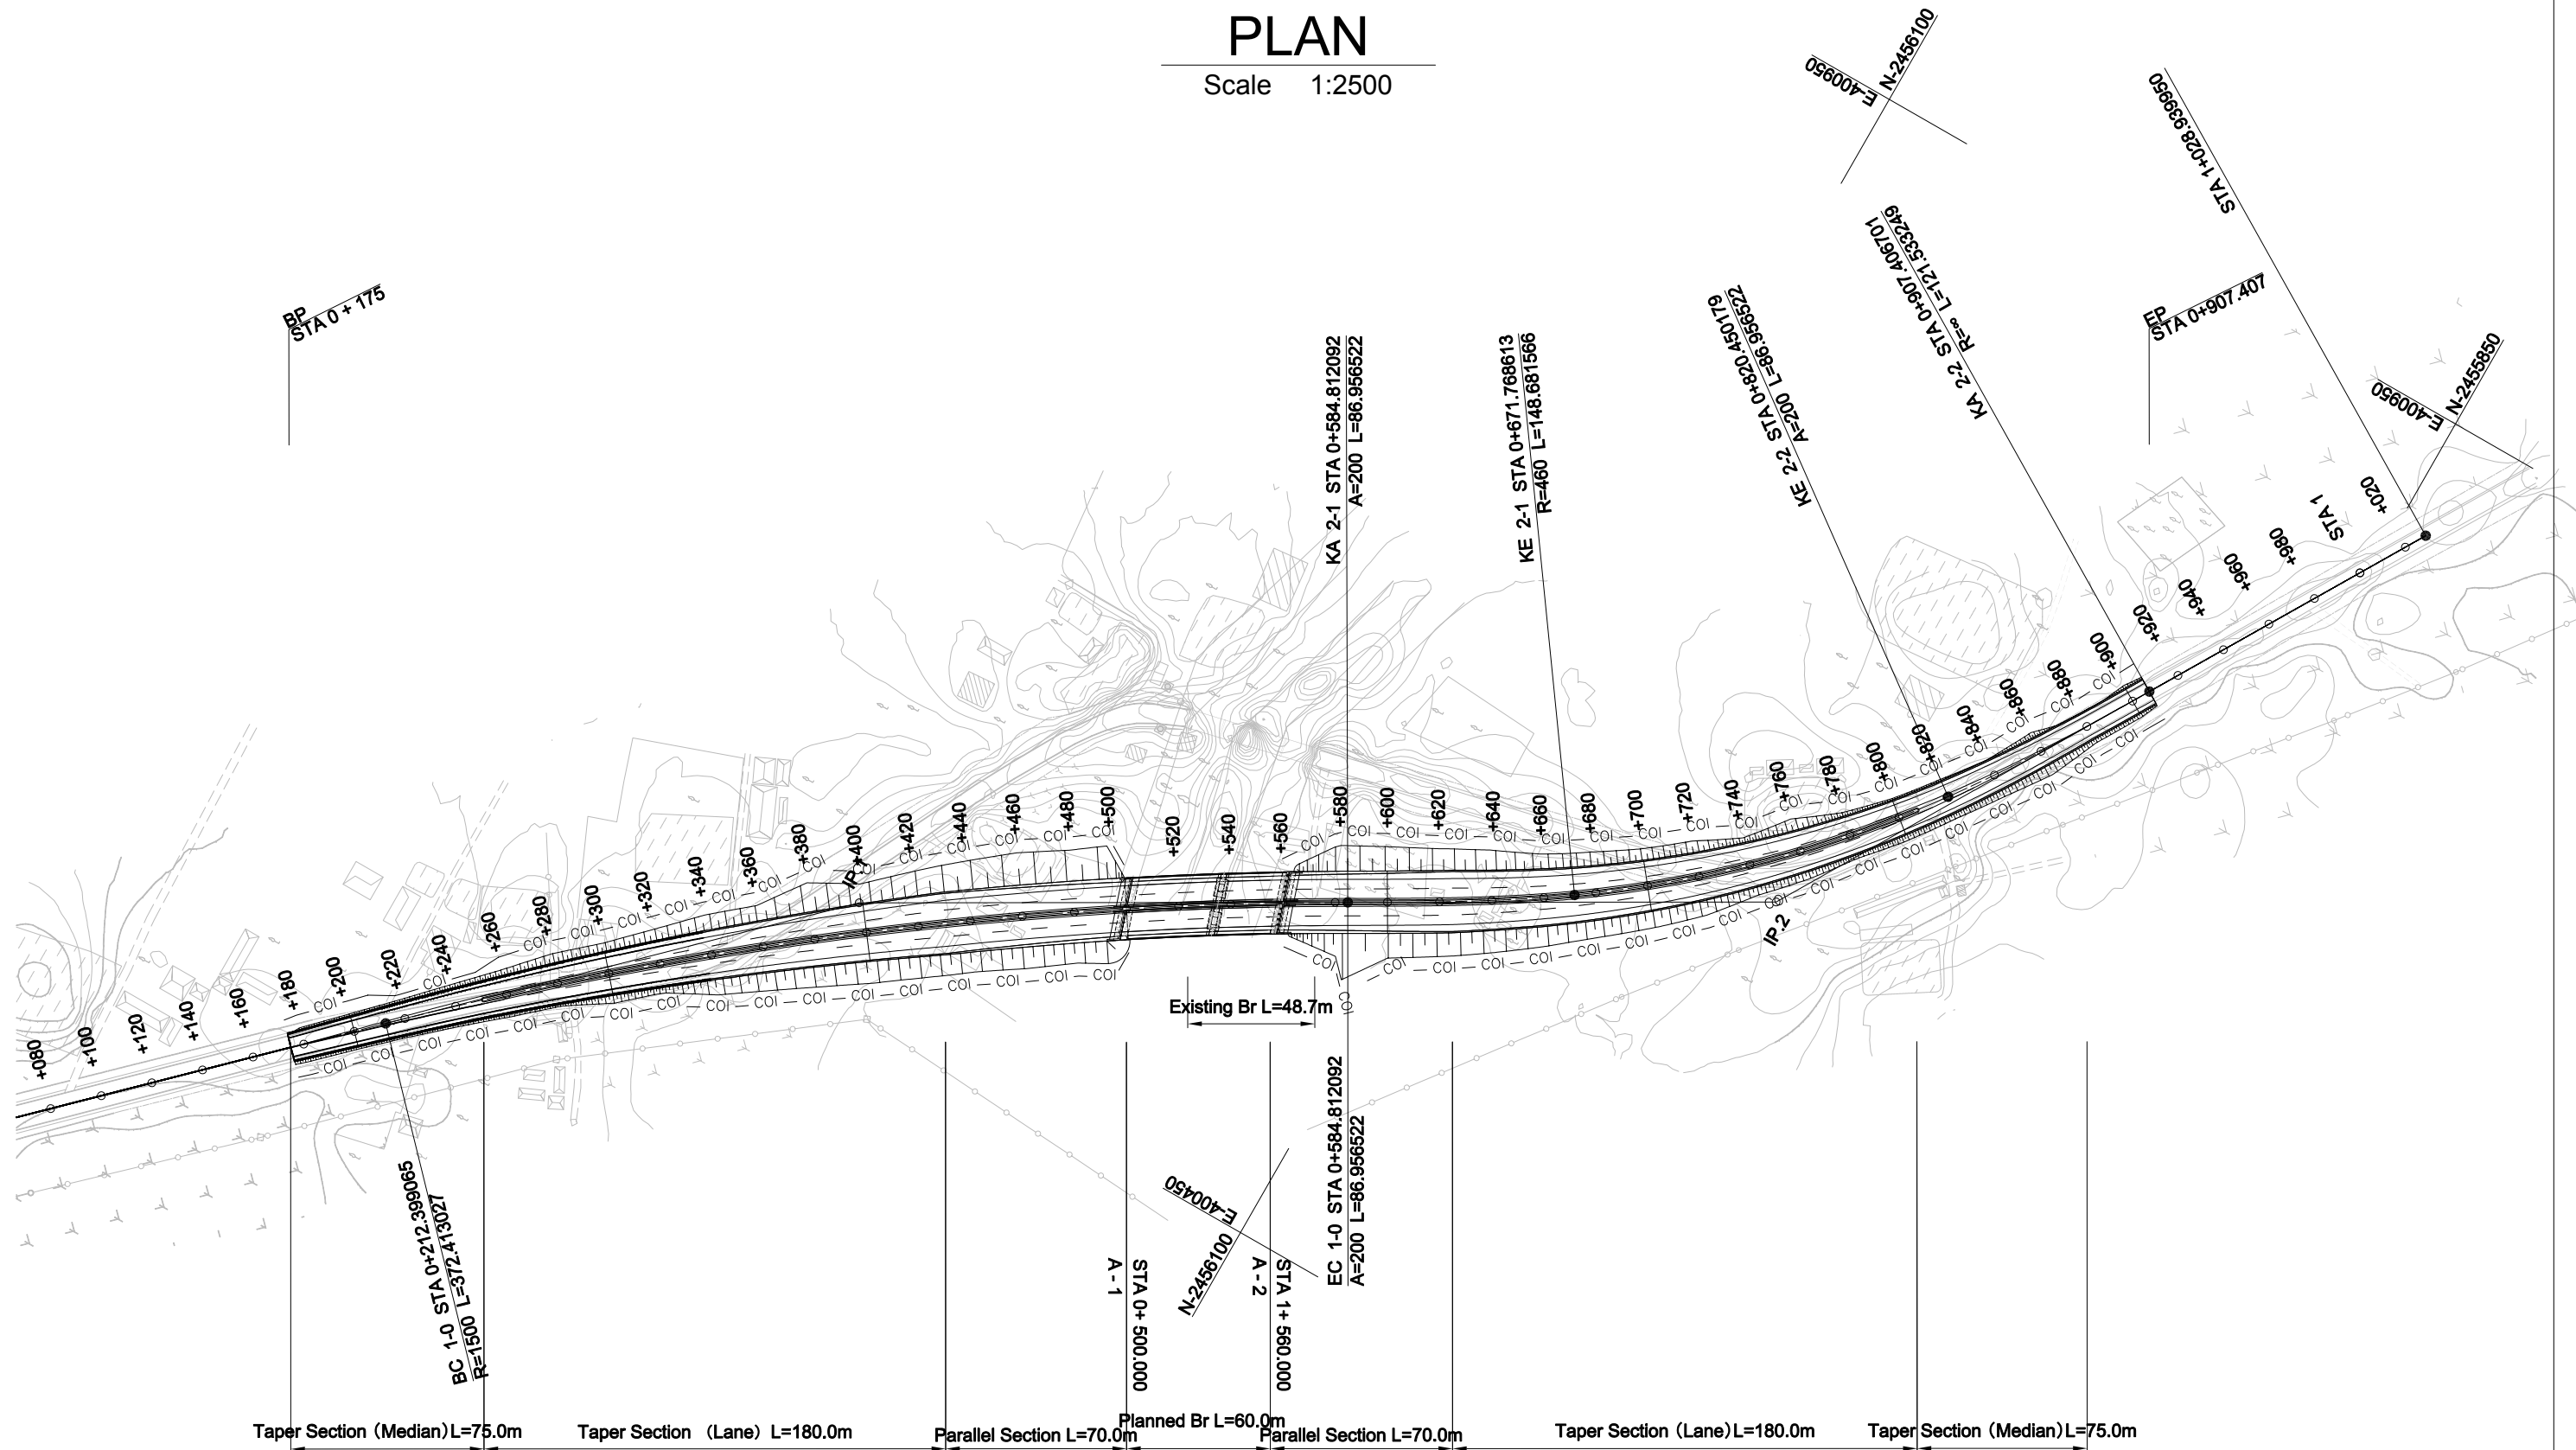 PLAN
Scale 1:2500
E-400950
N-2456100
STA 1+028.939950
BP
STA 0 + 175
EP
STA 0+907.407
KA 2-1 STA 0+584.812092
A=200 L=86.956522
KE 2-1 STA 0+671.768613
R=460 L=148.681566
KE 2-2 STA 0+820.450179
A=200 L=86.956522
KA 2-2 STA 0+907.406701
R=∞ L=121.533249
E-400950
N-2455850
+080
+100
+120
+140
+160
+180
+200
+220
+240
+260
+280
+300
+320
+340
+360
+380
+400
+420
+440
+460
+480
+500
+520
+540
+560
+580
+600
+620
+640
+660
+680
+700
+720
+740
+760
+780
+800
+820
+840
+860
+880
+900
+920
+940
+960
+980
STA 1
+020
IP.2
Existing Br L=48.7m
BC 1-0 STA 0+212.399065
R=1500 L=372.413027
EC 1-0 STA 0+584.812092
A=200 L=86.956522
E-400450
N-2456100
A - 1
STA 0+ 500.000
A - 2
STA 1+ 560.000
Taper Section (Median)L=75.0m
Taper Section (Lane) L=180.0m
Parallel Section L=70.0m
Planned Br L=60.0m
Parallel Section L=70.0m
Taper Section (Lane)L=180.0m
Taper Section (Median)L=75.0m